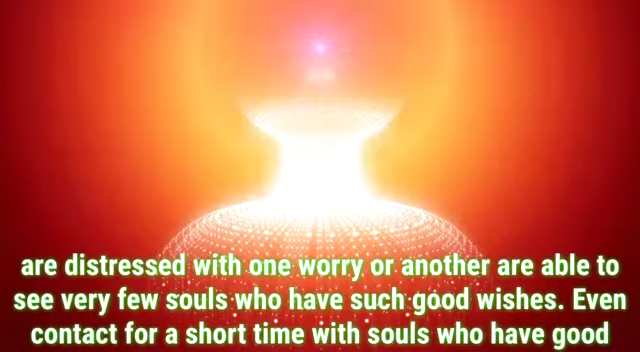 are distressed with one worry or another are able to
see very few souls who have such good wishes. Even
contact for a short time with souls who have good